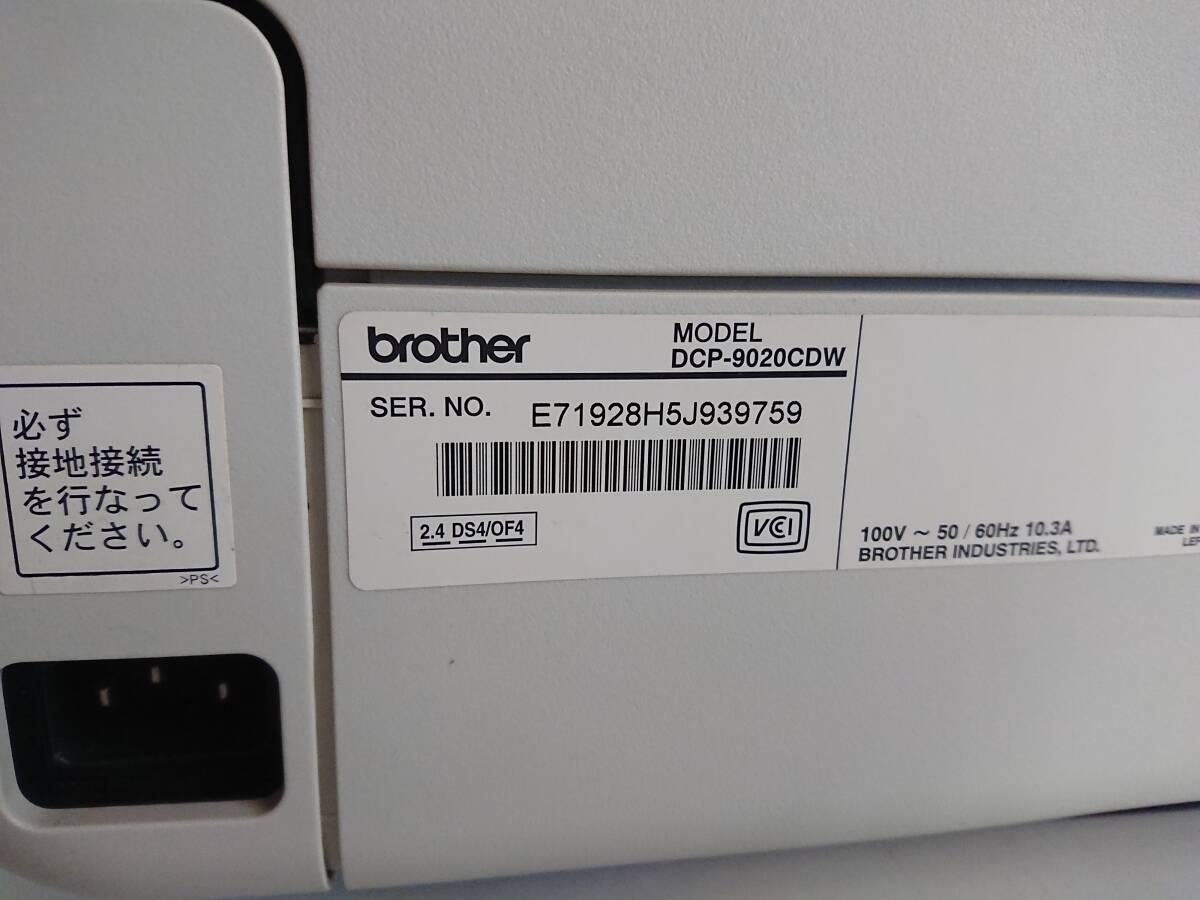 brother
MODEL
DCP-9020CDW
SER. NO. E71928H5J939759
2.4 DS4/OF4
VCCI
100V ~ 50 / 60Hz 10.3A
BROTHER INDUSTRIES, LTD.
MADE IN
必ず
接地接続
を行なって
ください。
>PS<